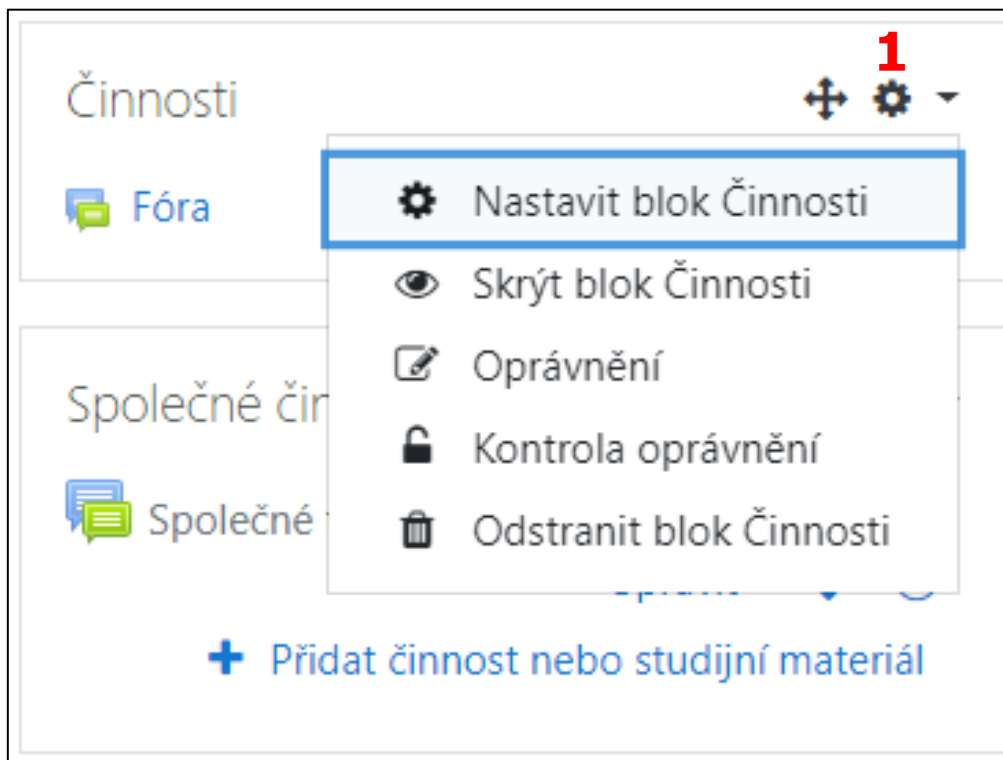 1
Činnosti
Fóra
Nastavit blok Činnosti
Skrýt blok Činnosti
Oprávnění
Kontrola oprávnění
Odstranit blok Činnosti
Společné
Společné
Přidat činnost nebo studijní materiál